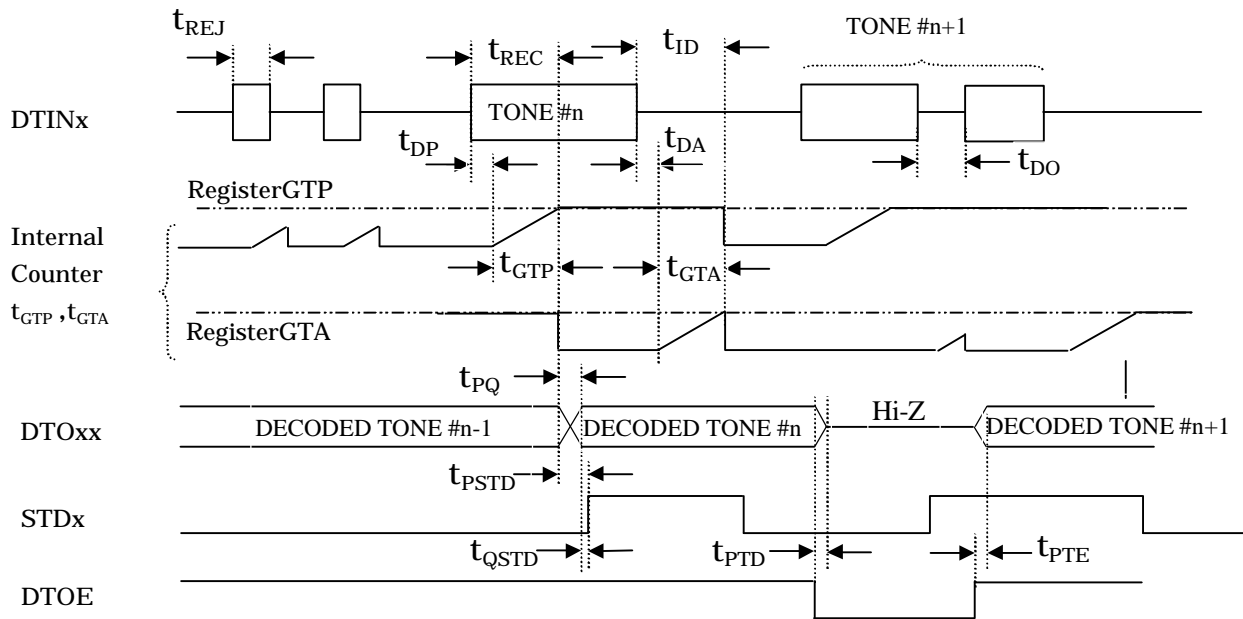 tREJ
tREC
tID
TONE #n+1
DTINx
TONE #n
tDP
tDA
tDO
RegisterGTP
Internal
Counter
tGTP ,tGTA
tGTP
tGTA
RegisterGTA
tPQ
DTOxx
DECODED TONE #n-1
DECODED TONE #n
Hi-Z
DECODED TONE #n+1
tPSTD
STDx
tQSTD
tPTD
tPTE
DTOE